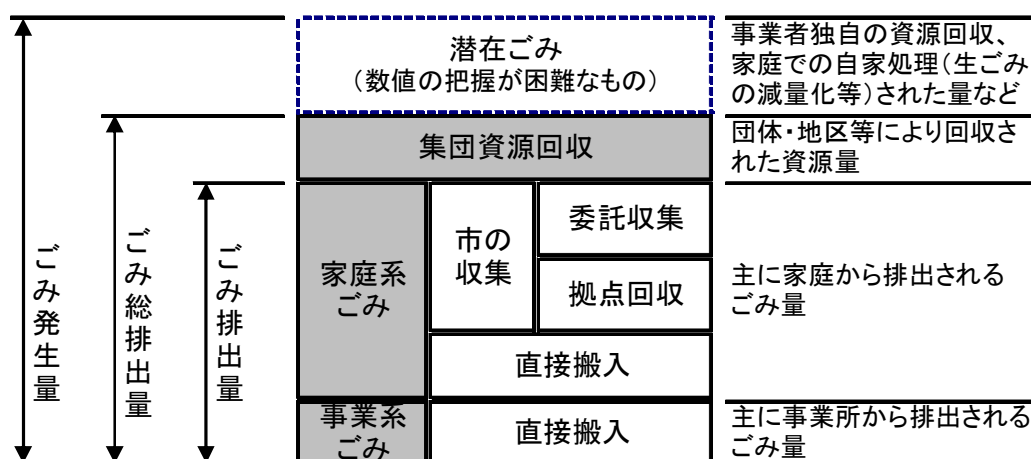 潜在ごみ
（数値の把握が困難なもの）
事業者独自の資源回収、
家庭での自家処理（生ごみ
の減量化等）された量など
集団資源回収
団体・地区等により回収さ
れた資源量
ごみ発生量
ごみ総排出量
ごみ排出量
家庭系
ごみ
市の
収集
委託収集
拠点回収
直接搬入
主に家庭から排出される
ごみ量
事業系
ごみ
直接搬入
主に事業所から排出される
ごみ量